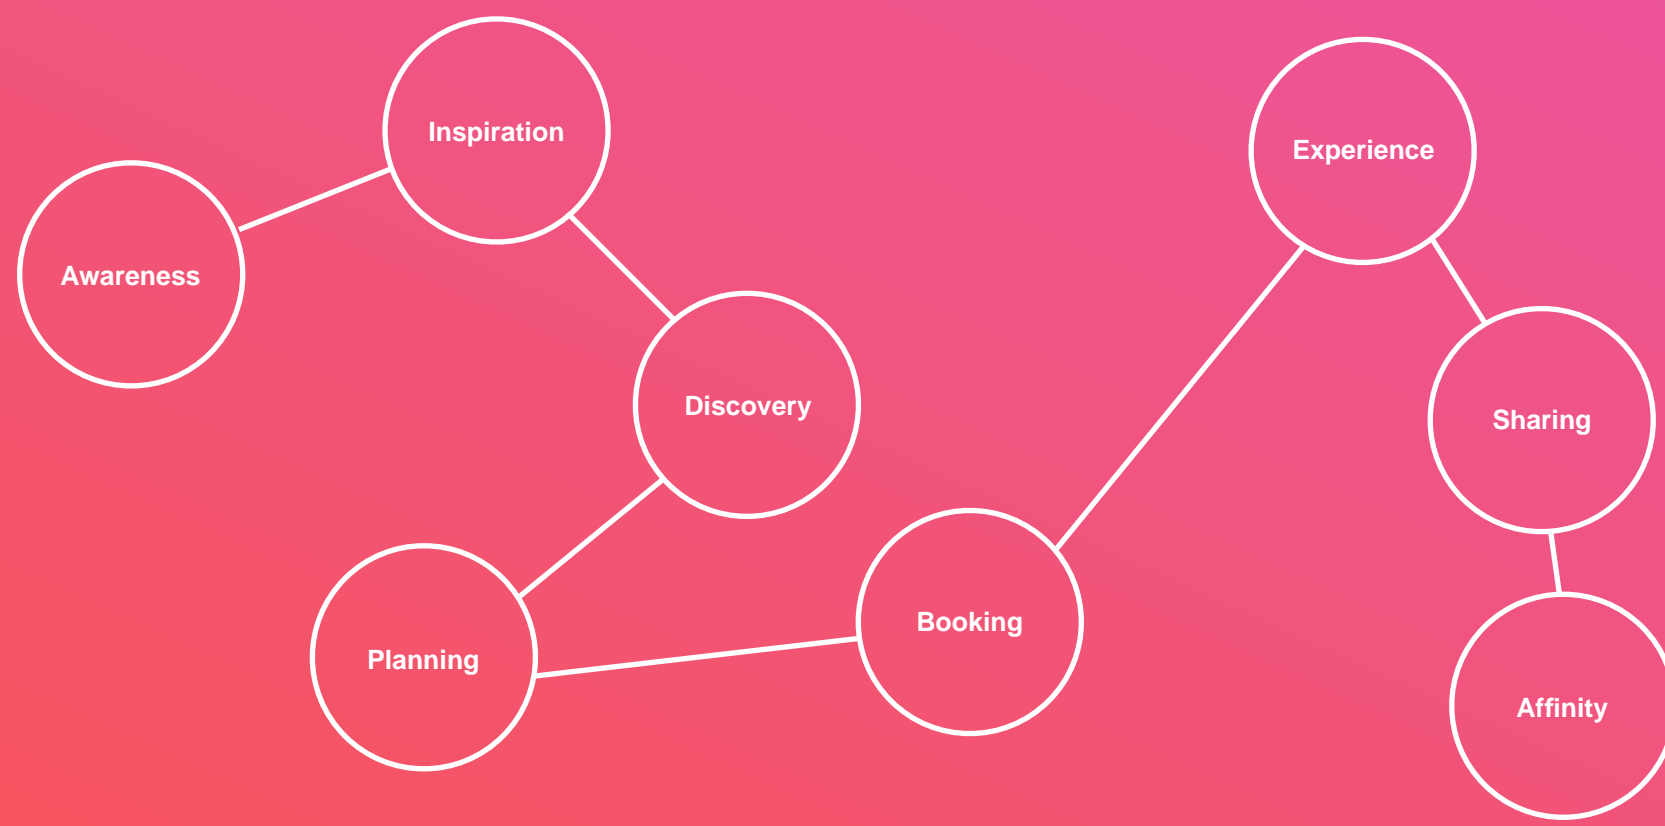 Awareness
Inspiration
Discovery
Planning
Booking
Experience
Sharing
Affinity